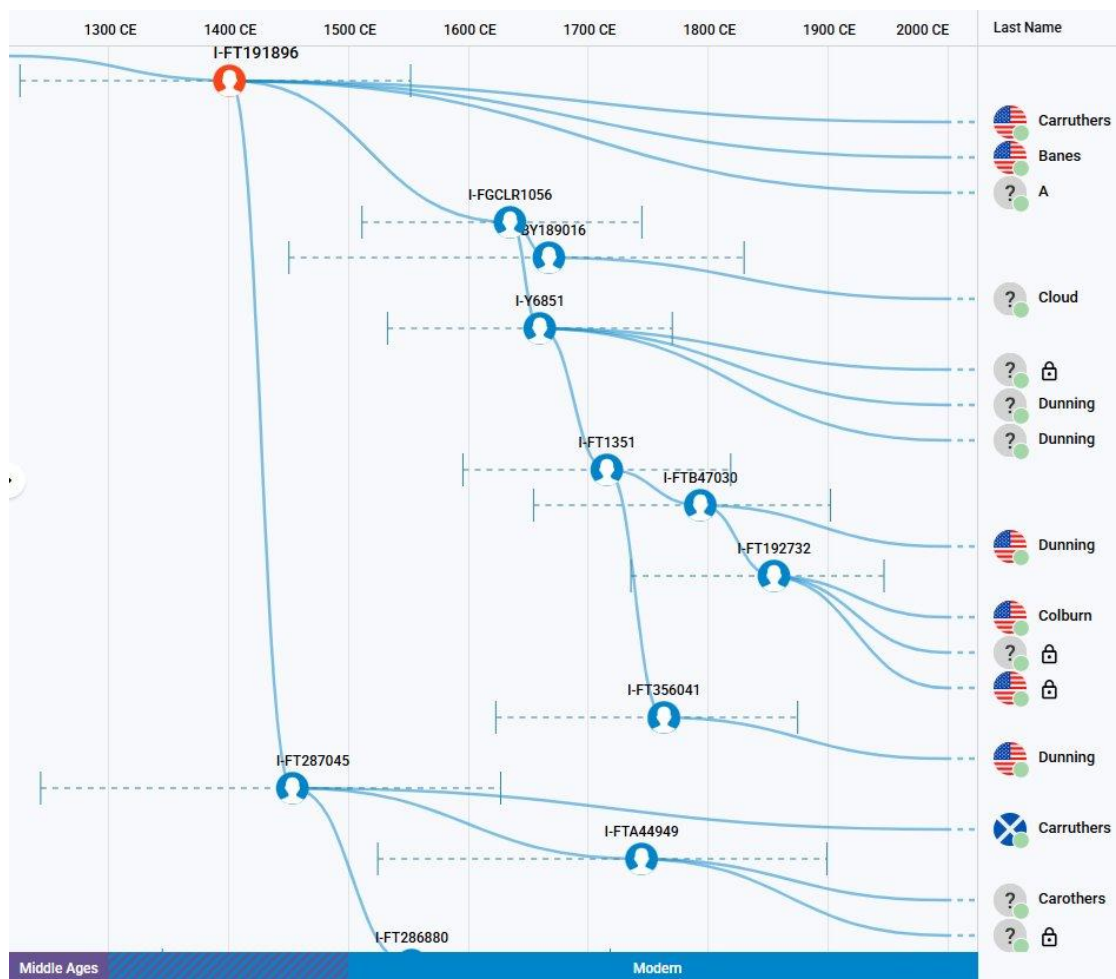 1300 CE 1400 CE 1500 CE 1600 CE 1700 CE 1800 CE 1900 CE 2000 CE Last Name
I-FT191896
Carruthers
Banes
? A
I-FGCLR1056
BY189016
? Cloud
I-Y6851
?
? Dunning
? Dunning
I-FT1351
I-FTB47030
Dunning
I-FT192732
Colburn
?
I-FT356041
Dunning
I-FT287045
Carruthers
I-FTA44949
? Carothers
?
I-FT286880
Middle Ages Modern